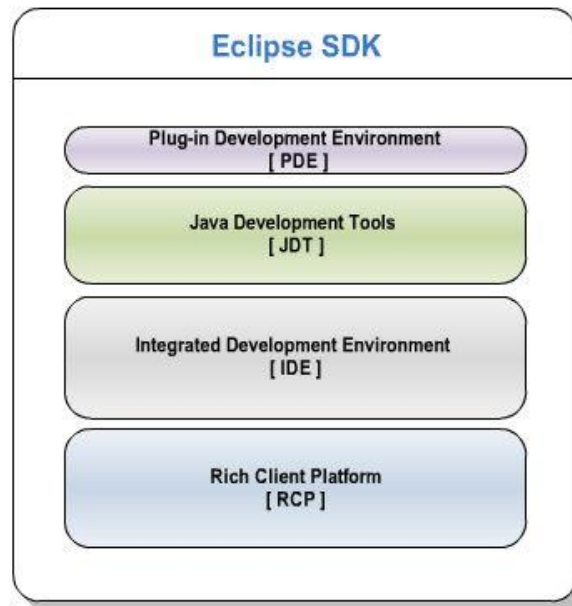 Eclipse SDK
Plug-in Development Environment
[ PDE ]
Java Development Tools
[ JDT ]
Integrated Development Environment
[ IDE ]
Rich Client Platform
[ RCP ]